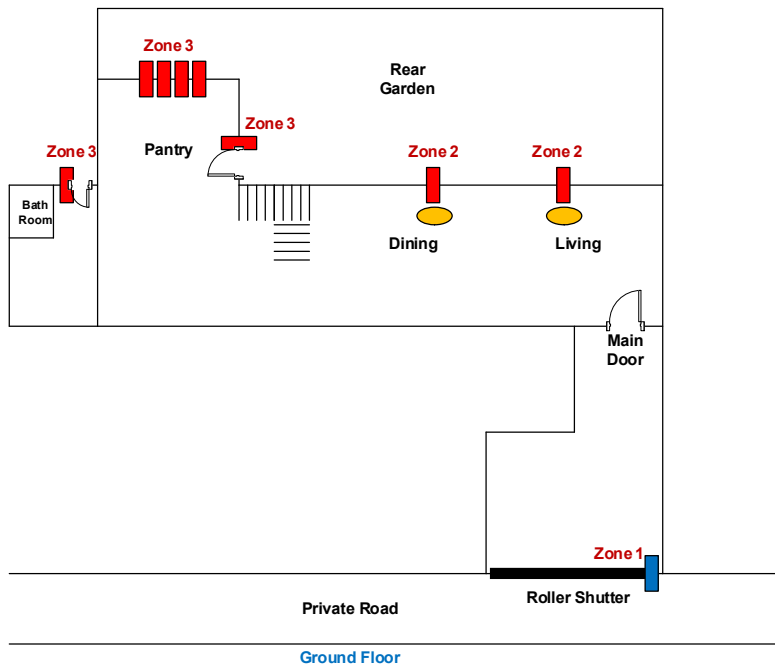 Zone 3
Rear
Garden
Zone 3
Pantry
Zone 3
Zone 2
Zone 2
Bath
Room
Dining
Living
Main
Door
Zone 1
Roller Shutter
Private Road
Ground Floor